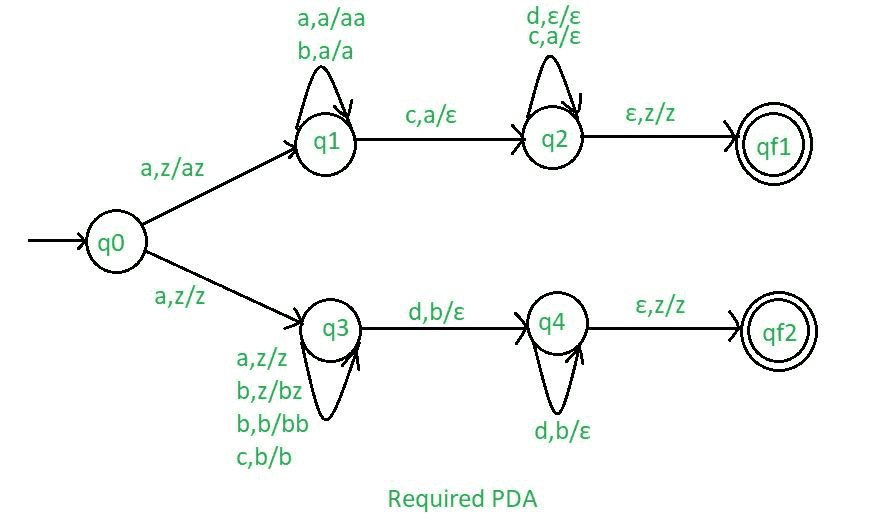 a,a/aa
b,a/a
d,ε/ε
c,a/ε
q1
c,a/ε
q2
ε,z/z
qf1
a,z/az
q0
a,z/z
q3
d,b/ε
q4
ε,z/z
qf2
a,z/z
b,z/bz
b,b/bb
c,b/b
d,b/ε
Required PDA